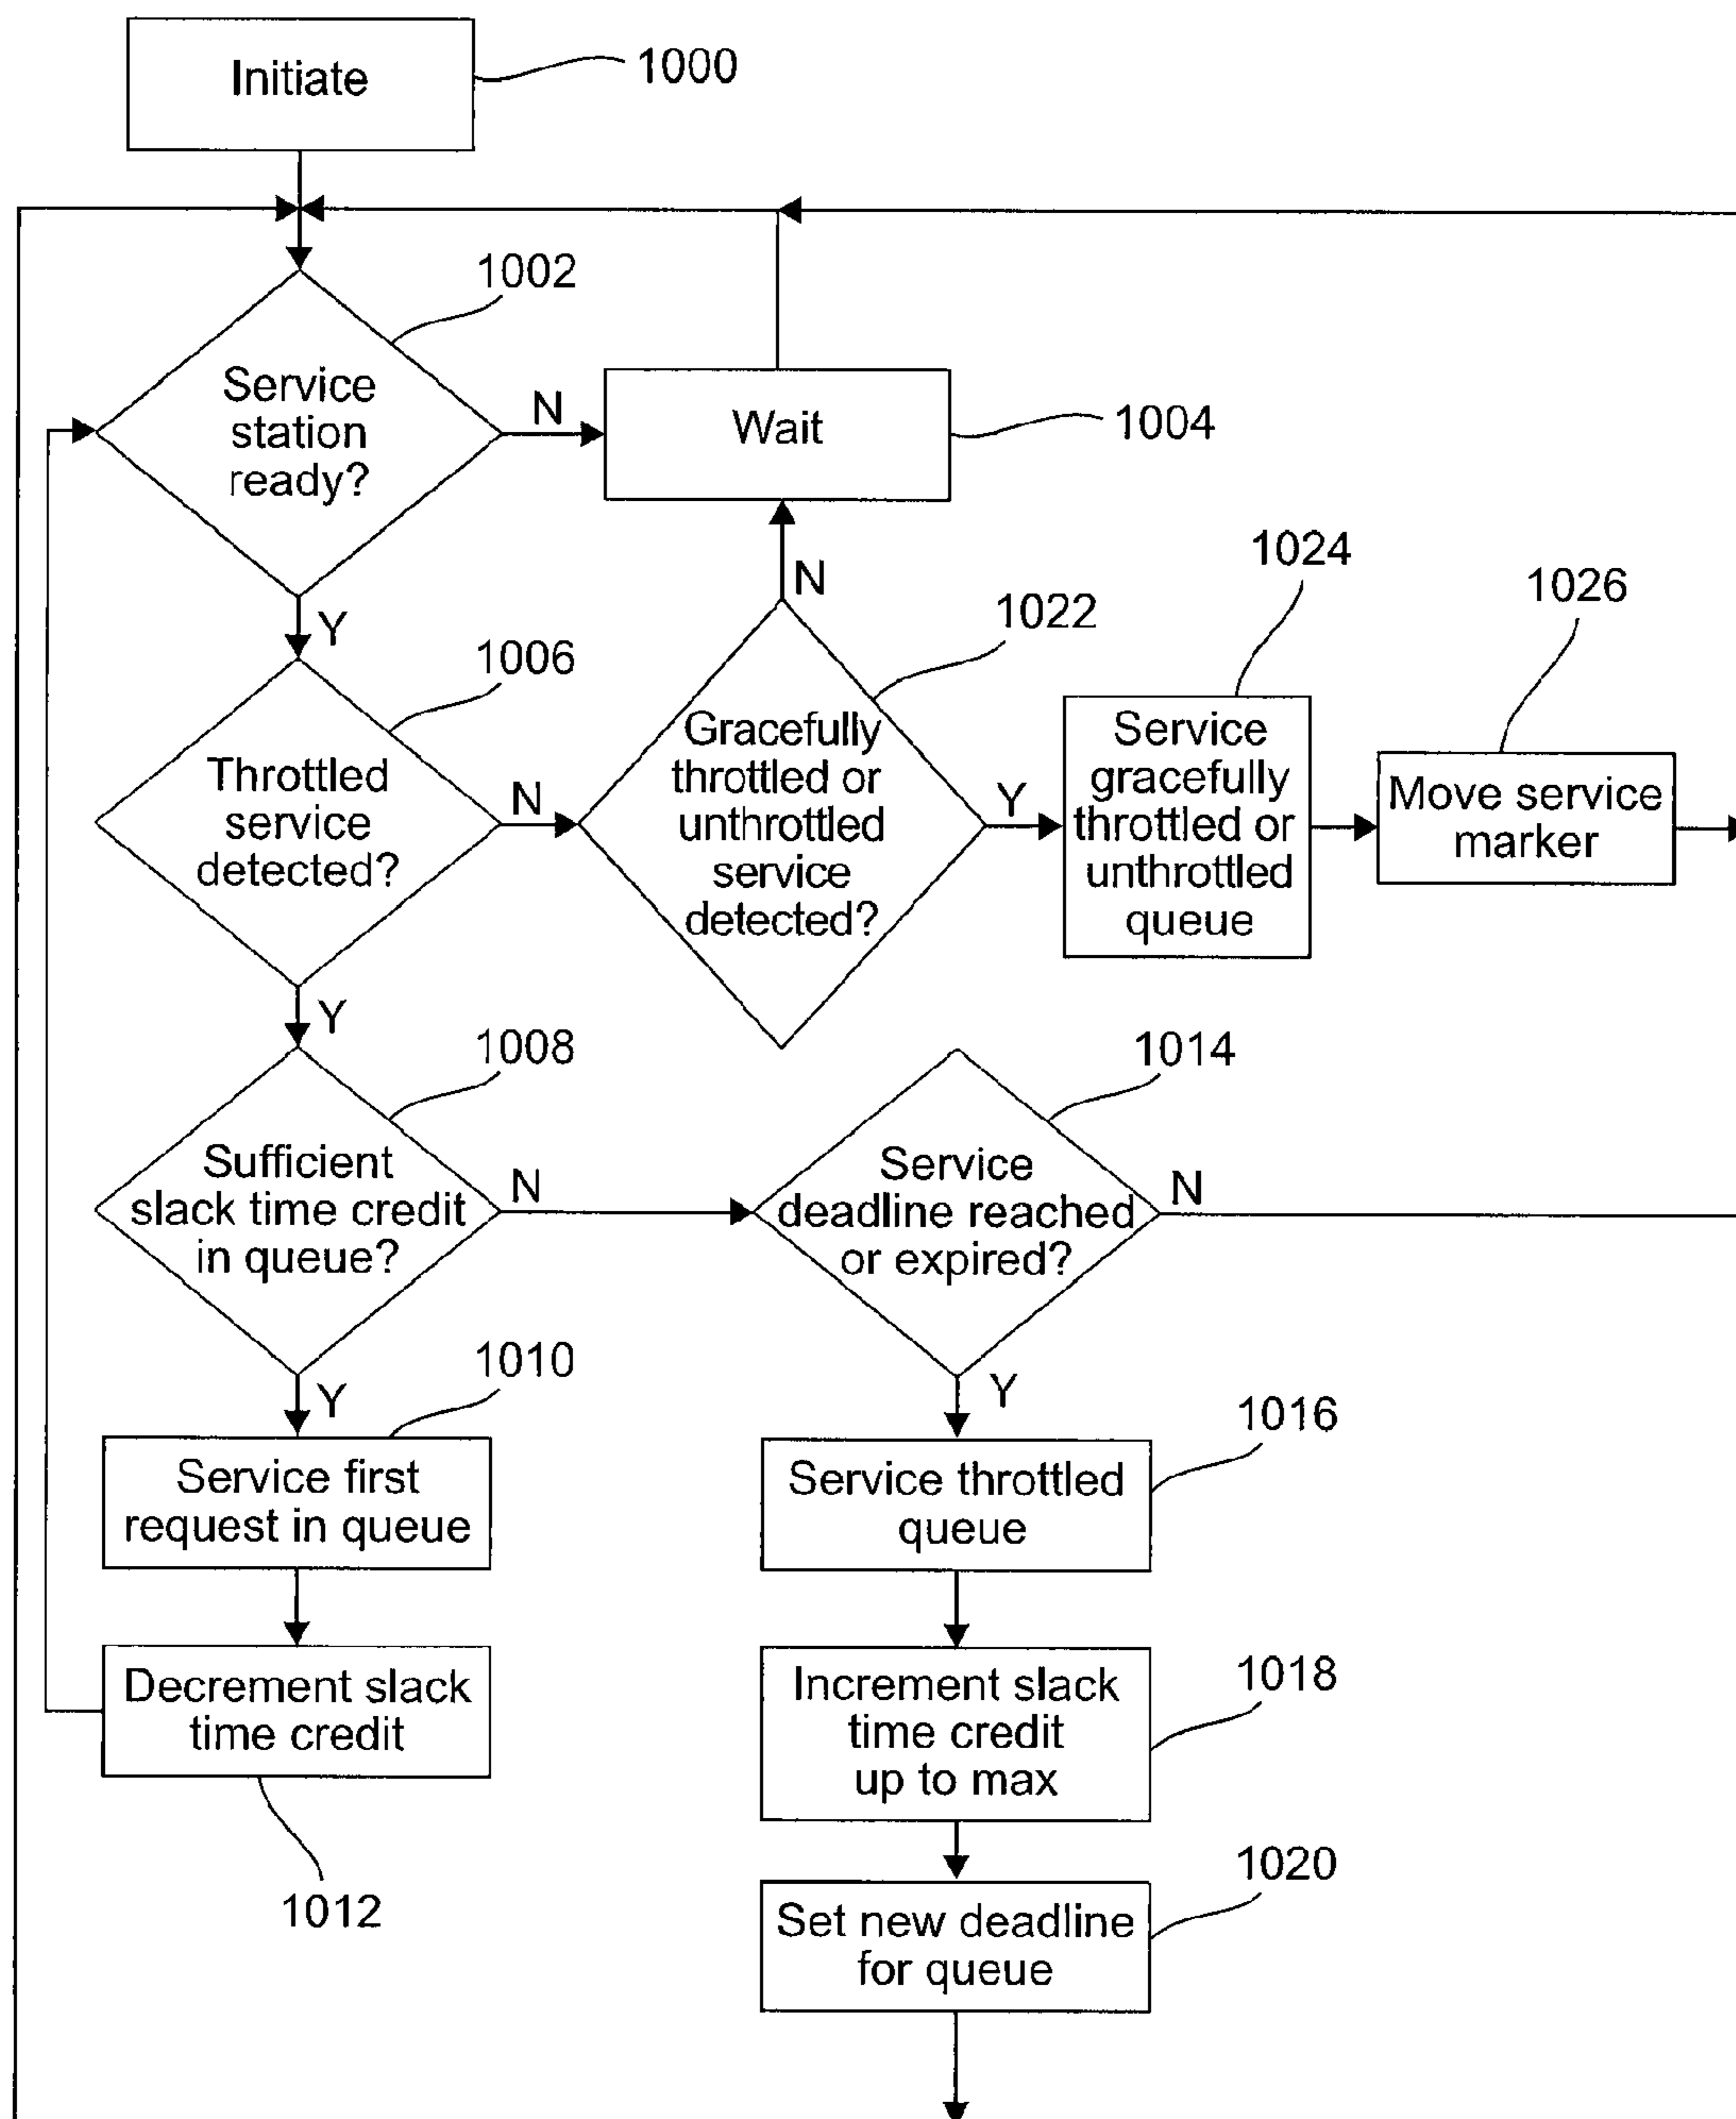 Initiate
1000
1002
Service
station
ready?
N
Wait
1004
Y
N
1024
1026
1022
1006
Throttled
service
detected?
N
Gracefully
throttled or
unthrottled
service
detected?
Y
Service
gracefully
throttled or
unthrottled
queue
Move service
marker
Y
1008
1014
Sufficient
slack time credit
in queue?
N
Service
deadline reached
or expired?
N
Y
1010
Y
1016
Service first
request in queue
Service throttled
queue
Decrement slack
time credit
1012
Increment slack
time credit
up to max
1018
1020
Set new deadline
for queue